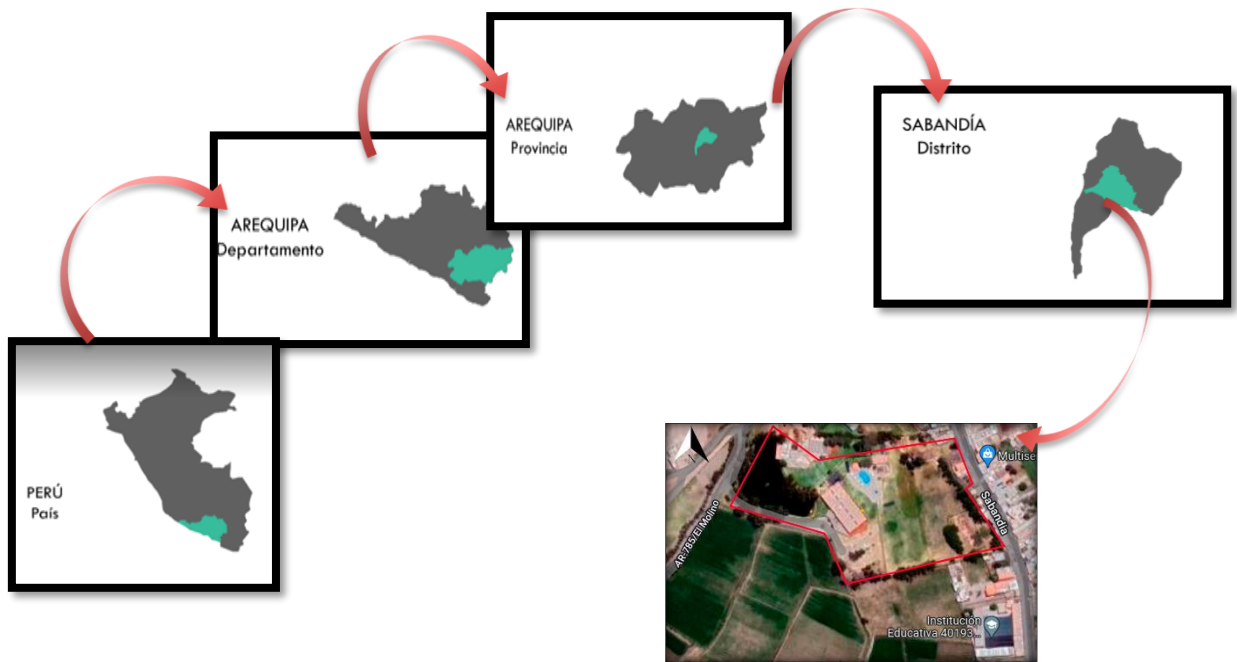 AREQUIPA
Provincia
SABANDÍA
Distrito
AREQUIPA
Departamento
PERÚ
País
Multise
Sabandia
AR-785/El Molino
Institución
Educativa 40193...